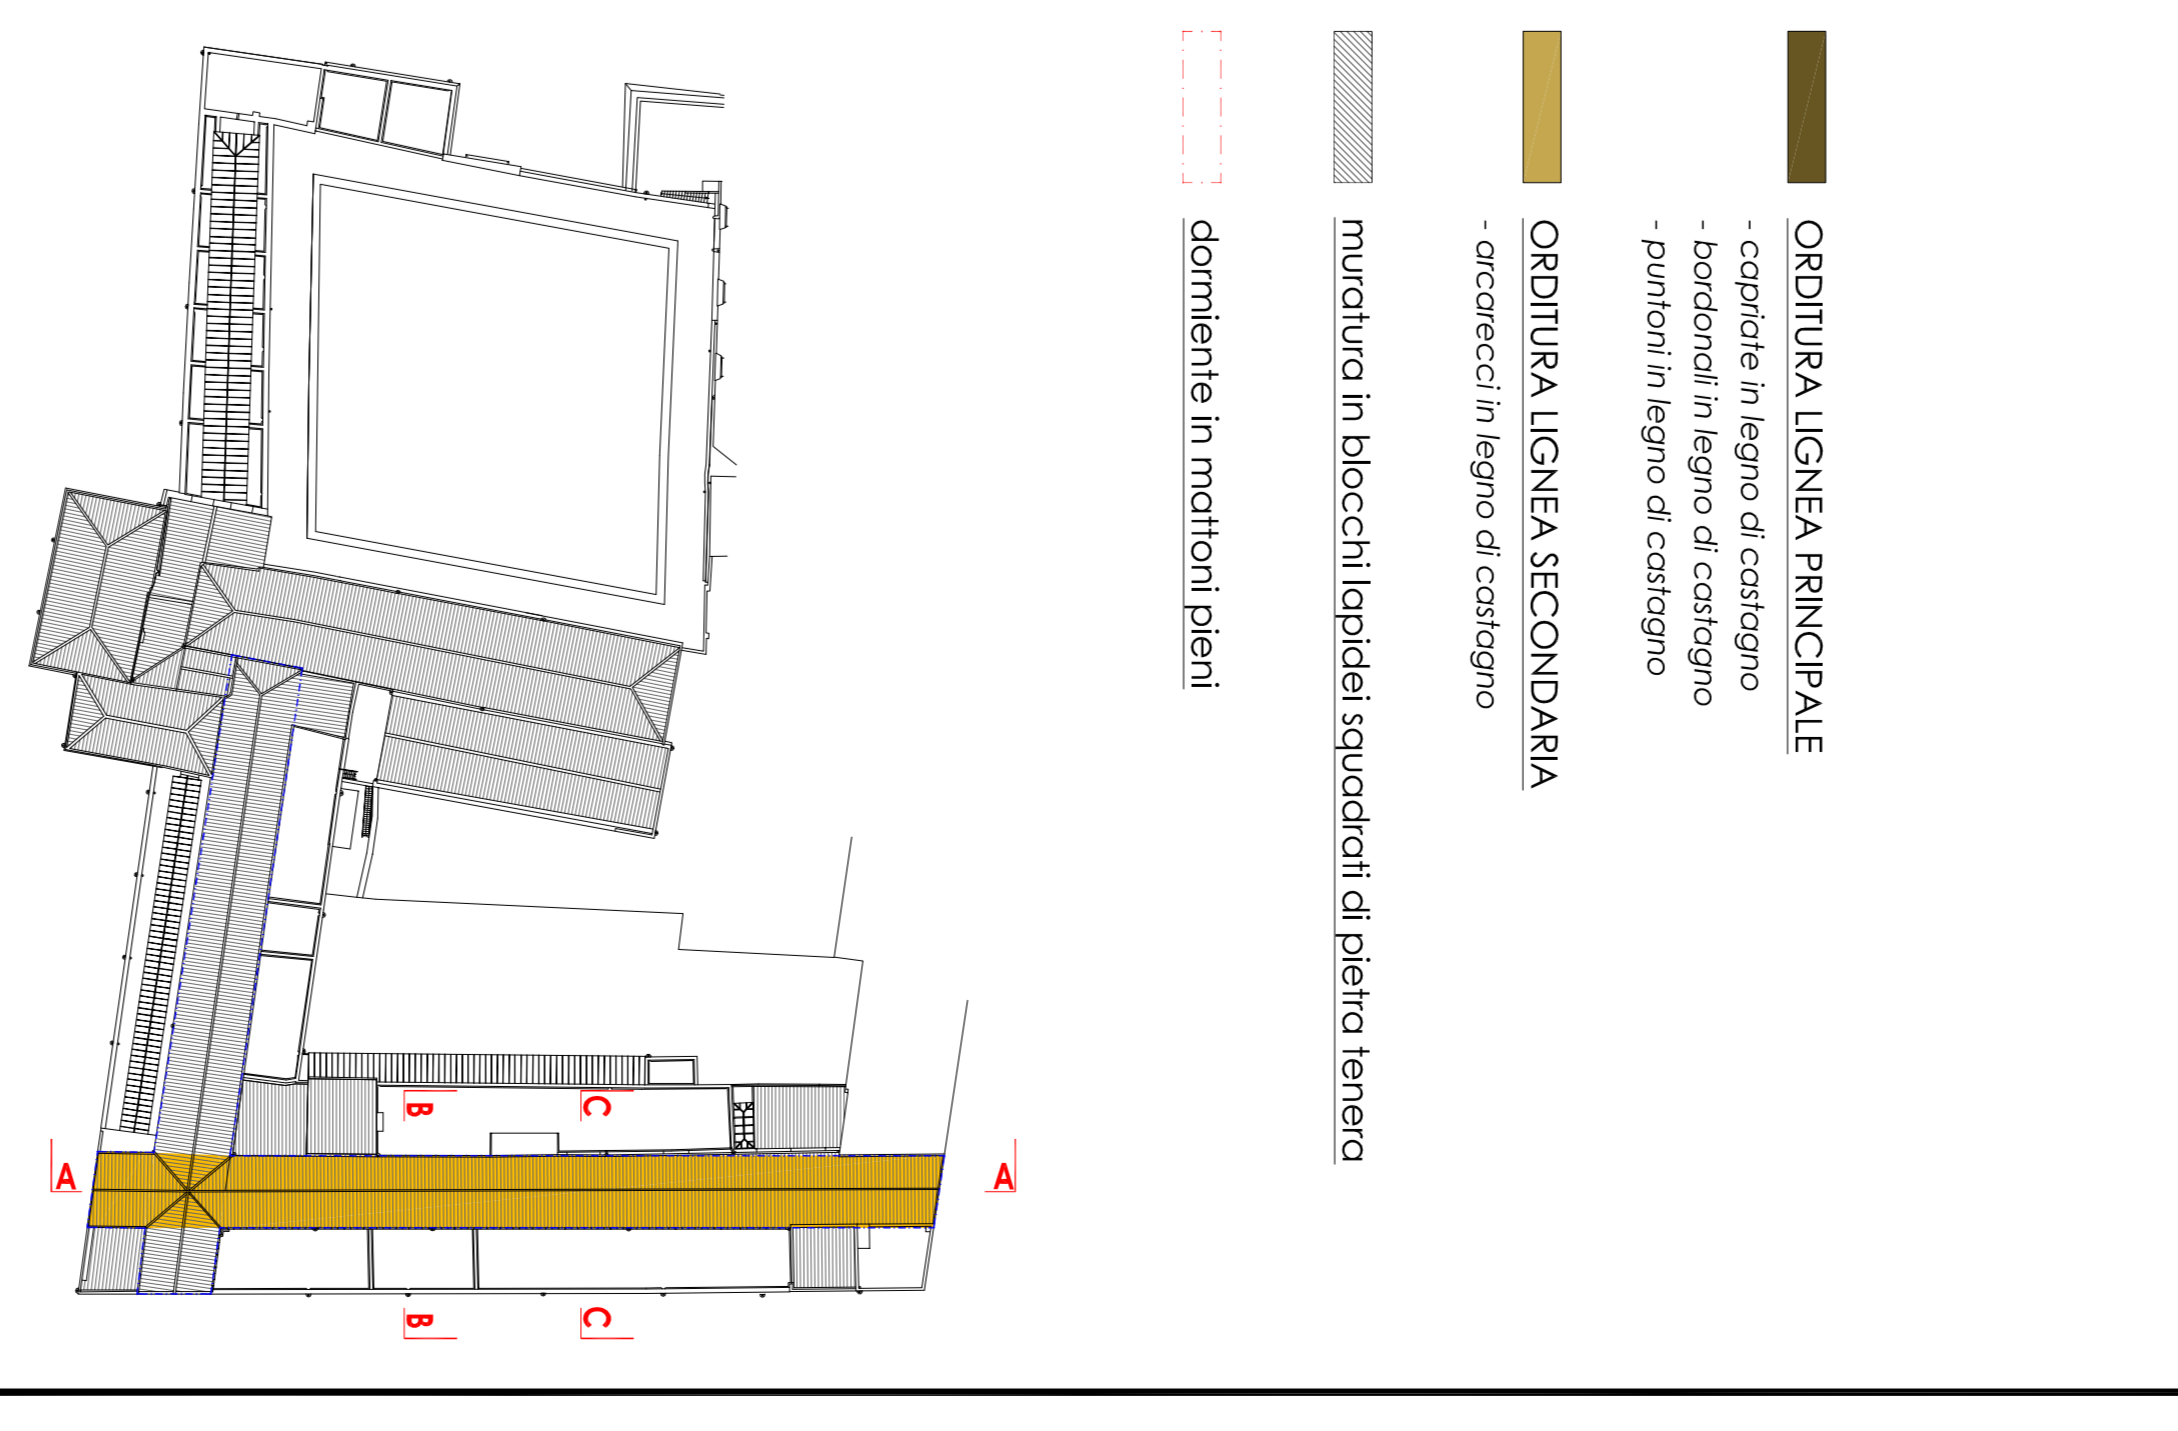 ORDITURA LIGNEA PRINCIPALE
- capriate in legno di castagno
- bordonali in legno di castagno
- puntoni in legno di castagno
ORDITURA LIGNEA SECONDARIA
- arcarecci in legno di castagno
muratura in blocchi lapidei squadrati di pietra tenera
dormiente in mattoni pieni
A
A
B
C
B
C